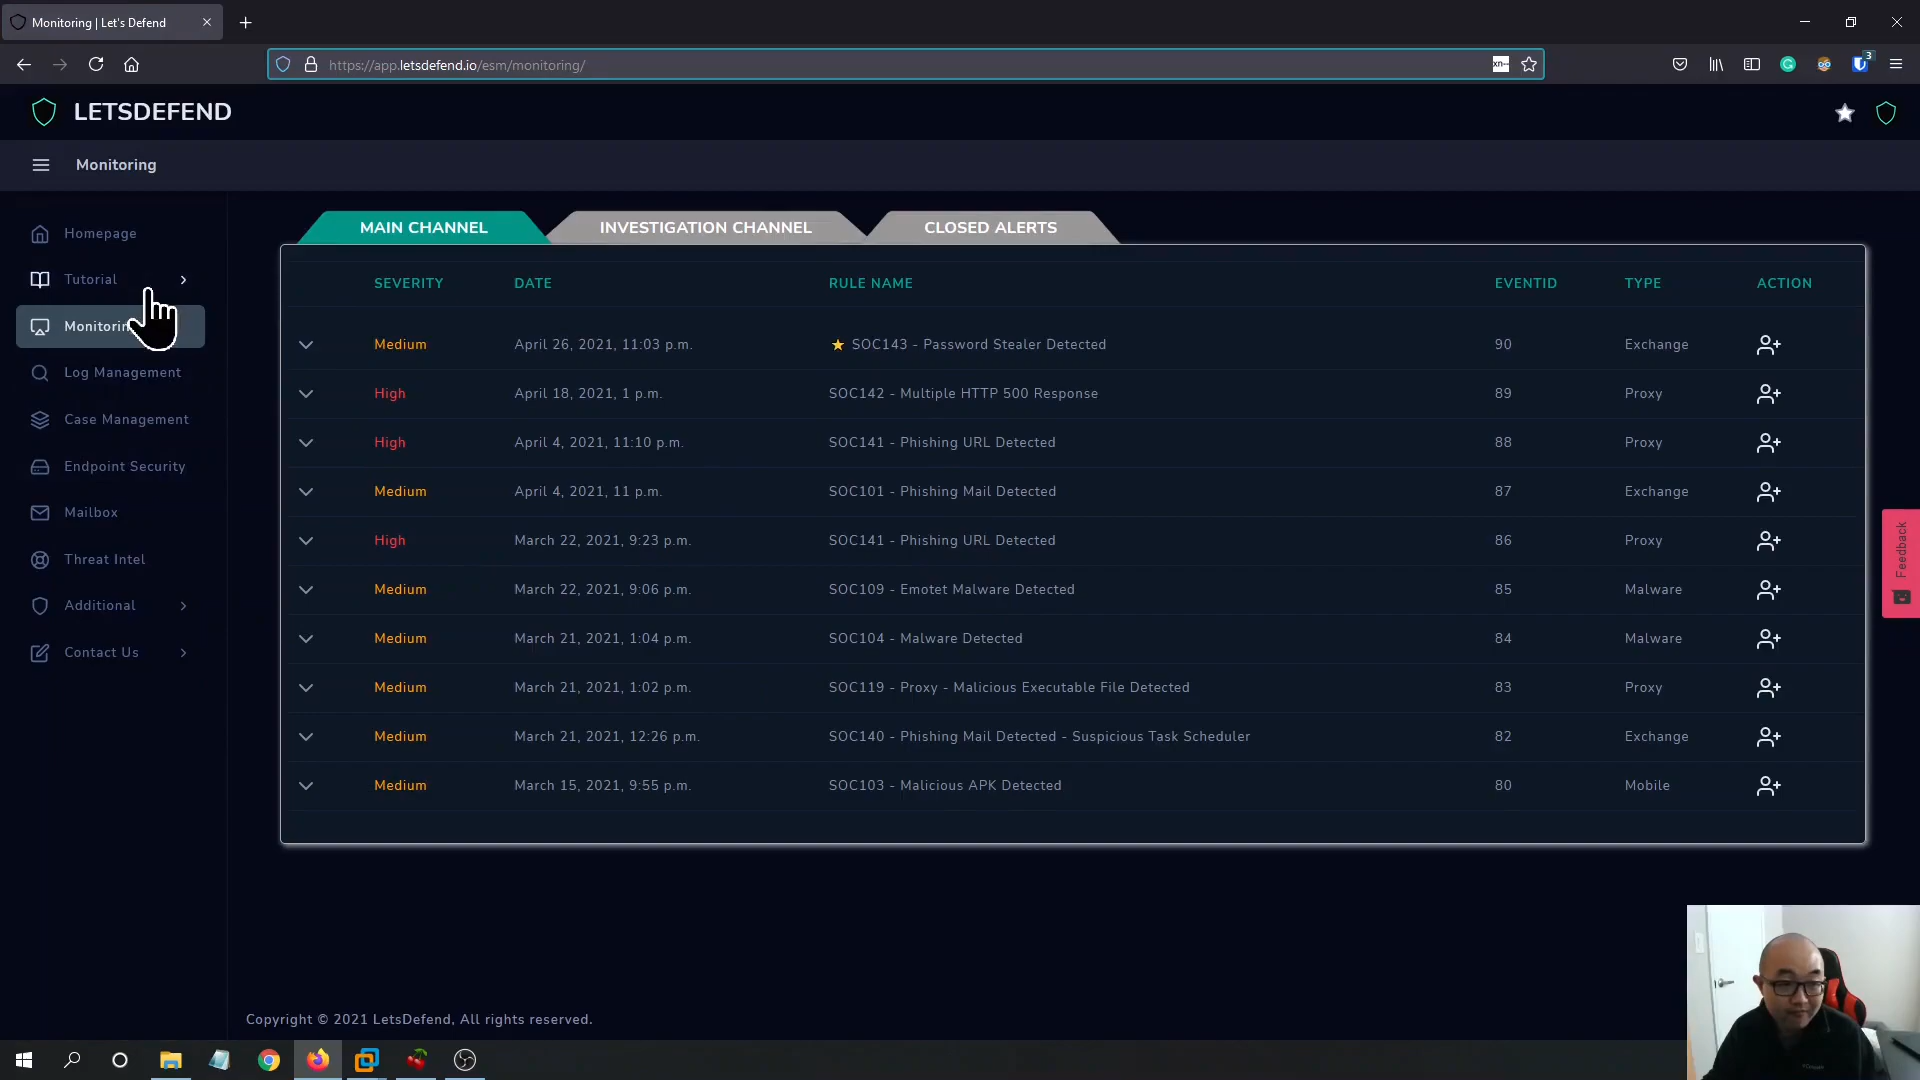 Monitoring | Let's Defend
https://app.letsdefend.io/esm/monitoring/
xn--
3
LETSDEFEND
Monitoring
Homepage
Tutorial
Monitorin
Log Management
Case Management
Endpoint Security
Mailbox
Threat Intel
Additional
Contact Us
MAIN CHANNEL INVESTIGATION CHANNEL CLOSED ALERTS
SEVERITY DATE RULE NAME EVENTID TYPE ACTION
Medium April 26, 2021, 11:03 p.m. SOC143 - Password Stealer Detected 90 Exchange
High April 18, 2021, 1 p.m. SOC142 - Multiple HTTP 500 Response 89 Proxy
High April 4, 2021, 11:10 p.m. SOC141 - Phishing URL Detected 88 Proxy
Medium April 4, 2021, 11 p.m. SOC101 - Phishing Mail Detected 87 Exchange
High March 22, 2021, 9:23 p.m. SOC141 - Phishing URL Detected 86 Proxy
Medium March 22, 2021, 9:06 p.m. SOC109 - Emotet Malware Detected 85 Malware
Medium March 21, 2021, 1:04 p.m. SOC104 - Malware Detected 84 Malware
Medium March 21, 2021, 1:02 p.m. SOC119 - Proxy - Malicious Executable File Detected 83 Proxy
Medium March 21, 2021, 12:26 p.m. SOC140 - Phishing Mail Detected - Suspicious Task Scheduler 82 Exchange
Medium March 15, 2021, 9:55 p.m. SOC103 - Malicious APK Detected 80 Mobile
Feedback
Copyright © 2021 LetsDefend, All rights reserved.